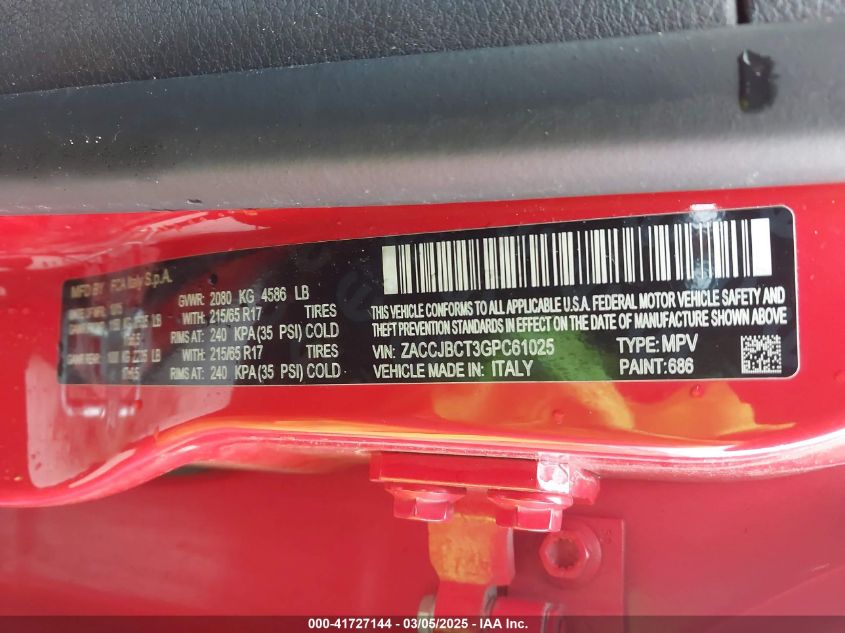 MFD BY FCA Italy S.p.A.
GVWR: 2080 KG 4586 LB
LB WITH: 215/65 R17 TIRES
RIMS AT: 240 KPA(35 PSI) COLD
LB WITH: 215/65 R17 TIRES
RIMS AT: 240 KPA(35 PSI) COLD
THIS VEHICLE CONFORMS TO ALL APPLICABLE U.S.A. FEDERAL MOTOR VEHICLE SAFETY AND
THEFT PREVENTION STANDARDS IN EFFECT ON THE DATE OF MANUFACTURE SHOWN ABOVE.
VIN: ZACCJBCT3GPC61025 TYPE: MPV
VEHICLE MADE IN: ITALY PAINT: 686
000-41727144 — 03/05/2025 — IAA Inc.